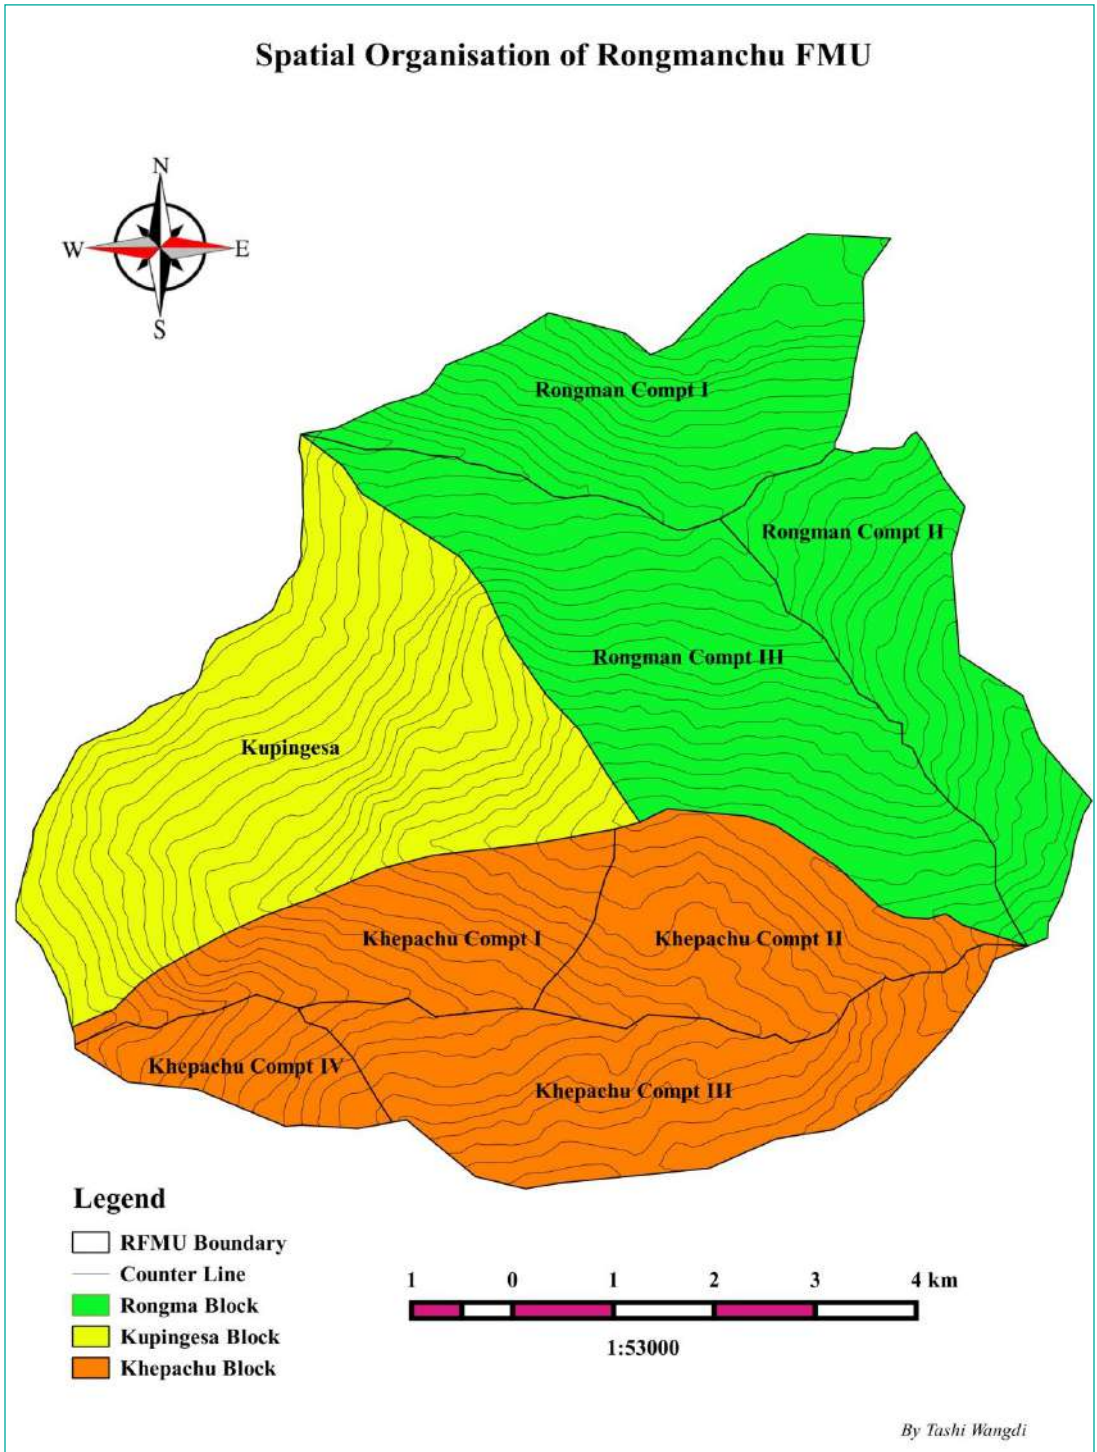 Spatial Organisation of Rongmanchu FMU
N
W E
S
Rongman Compt I
Rongman Compt II
Rongman Compt III
Kupingesa
Khepachu Compt I
Khepachu Compt II
Khepachu Compt IV
Khepachu Compt III
Legend
RFMU Boundary
Counter Line
Rongma Block
Kupingesa Block
Khepachu Block
1 0 1 2 3 4 km
1:53000
By Tashi Wangdi